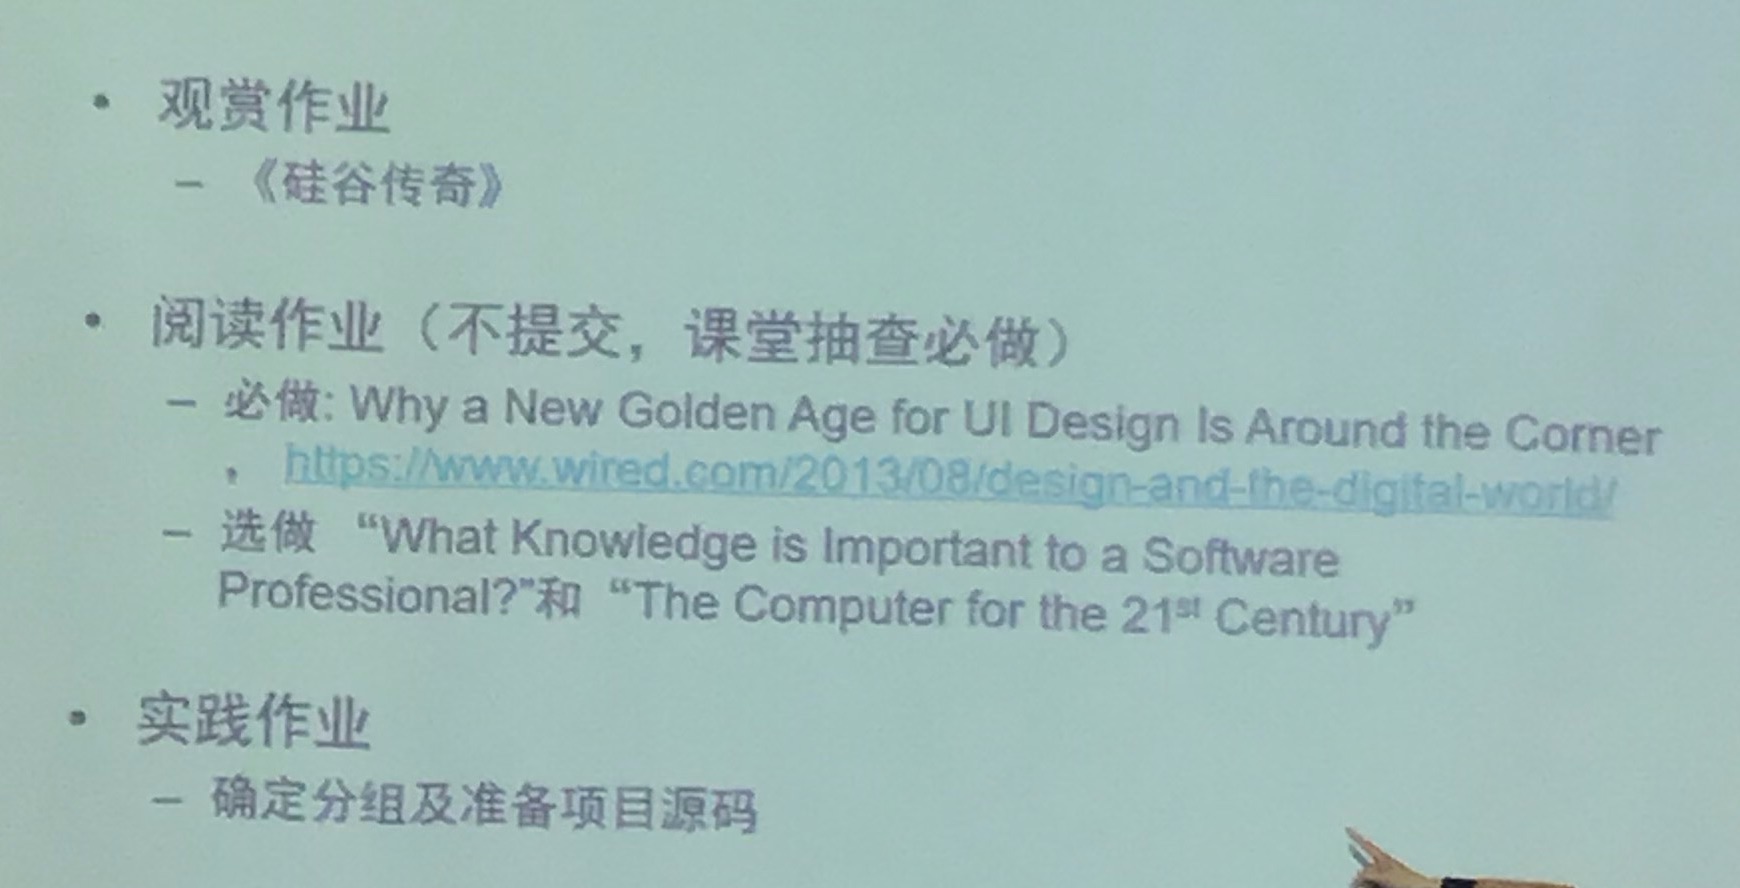 • 观赏作业
– 《硅谷传奇》
• 阅读作业（不提交，课堂抽查必做）
– 必做: Why a New Golden Age for UI Design Is Around the Corner
， https://www.wired.com/2013/08/design-and-the-digital-world/
– 选做 “What Knowledge is Important to a Software
Professional?”和 “The Computer for the 21st Century”
• 实践作业
– 确定分组及准备项目源码